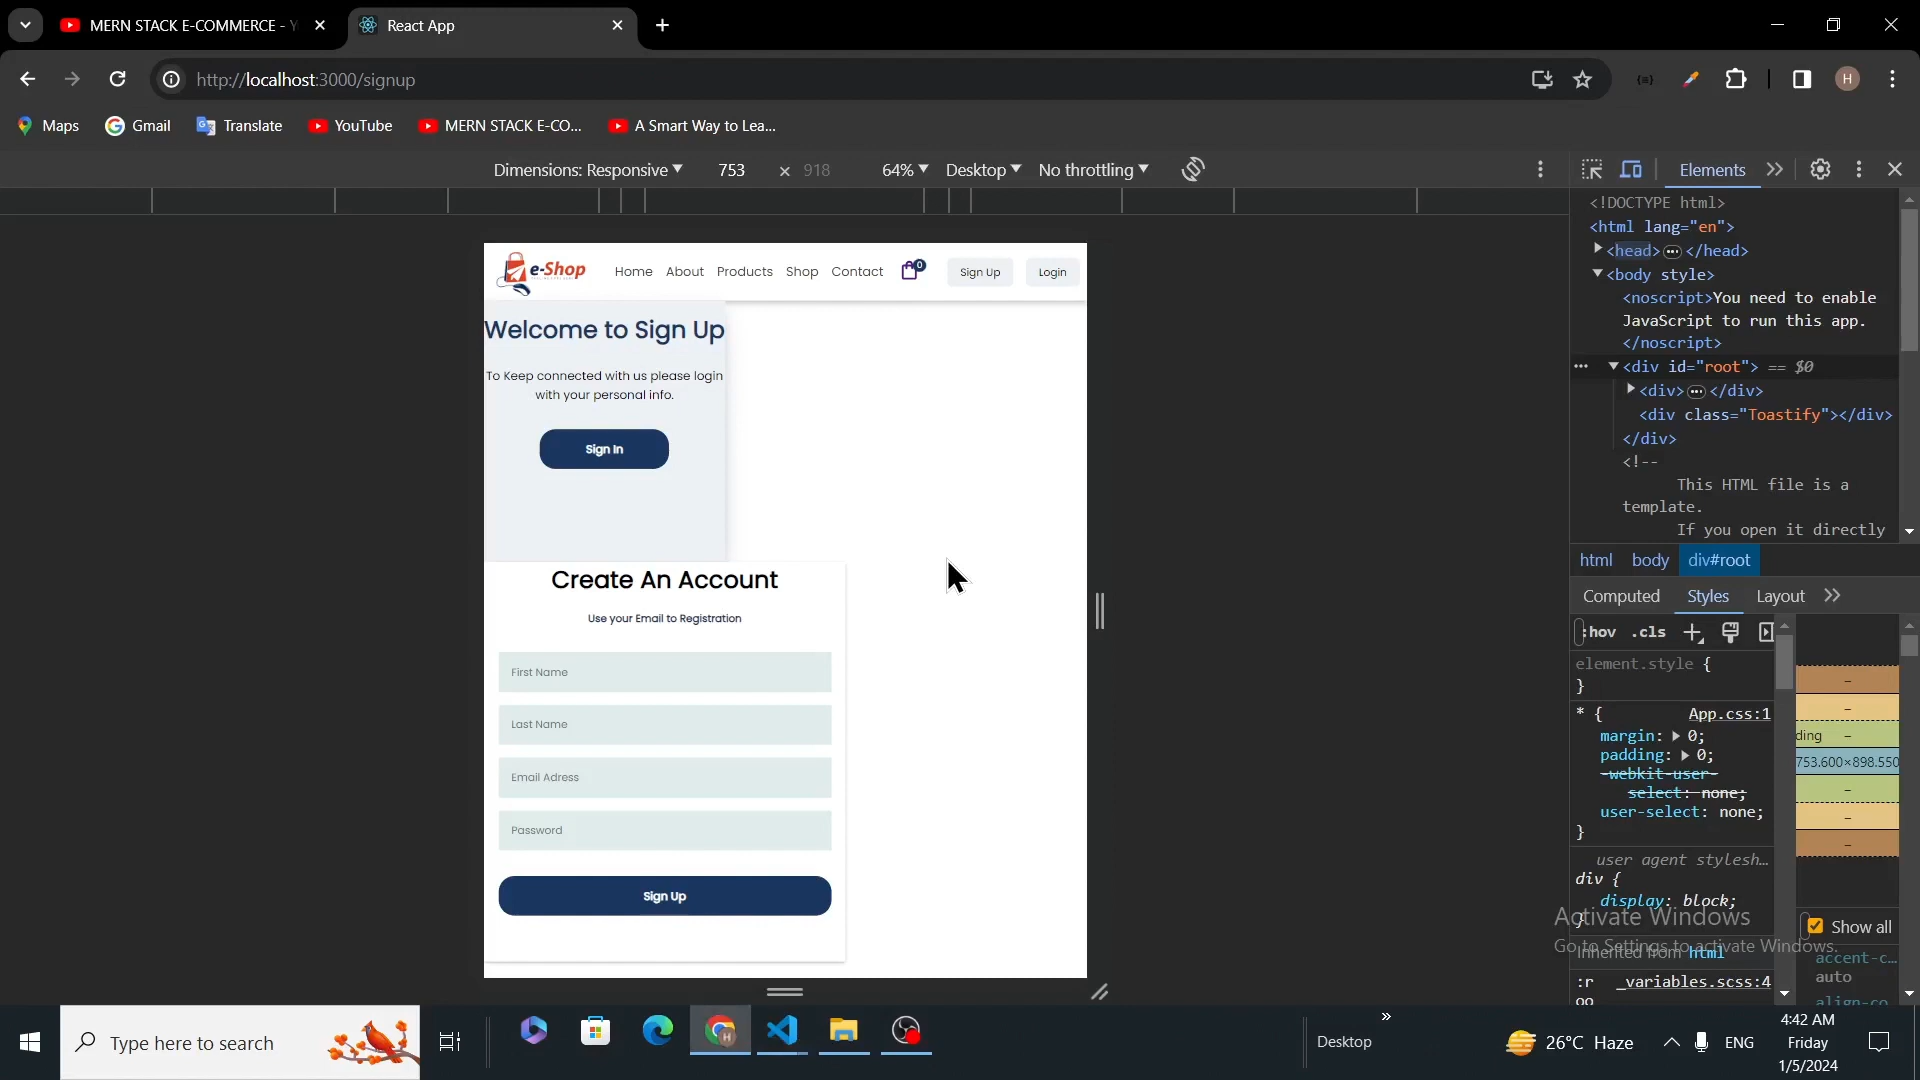 MERN STACK E-COMMERCE - Y
React App
http://localhost:3000/signup
H
Maps
Gmail
Translate
YouTube
MERN STACK E-CO...
A Smart Way to Lea...
Dimensions: Responsive
753
×
918
64%
Desktop
No throttling
Elements
e-Shop
Home
About
Products
Shop
Contact
0
Sign Up
Login
Welcome to Sign Up
To Keep connected with us please login
with your personal info.
Sign In
Create An Account
Use your Email to Registration
First Name
Last Name
Email Adress
Password
Sign Up
<!DOCTYPE html>
<html lang="en">
<head> ⋯ </head>
<body style>
<noscript>You need to enable
JavaScript to run this app.
</noscript>
<div id="root"> == $0
<div> ⋯ </div>
<div class="Toastify"></div>
</div>
<!--
This HTML file is a
template.
If you open it directly
html
body
div#root
Computed
Styles
Layout
:hov
.cls
element.style {
}
* {
App.css:1
margin: 0;
padding: 0;
-webkit-user-
select: none;
user-select: none;
}
user agent stylesh...
div {
display: block;
}
Inherited from html
:r
oo
_variables.scss:4
ding
753.600×898.550
Show all
accent-c...
auto
align-co
Activate Windows
Go to Settings to activate Windows.
Type here to search
Desktop
26°C Haze
ENG
4:42 AM
Friday
1/5/2024